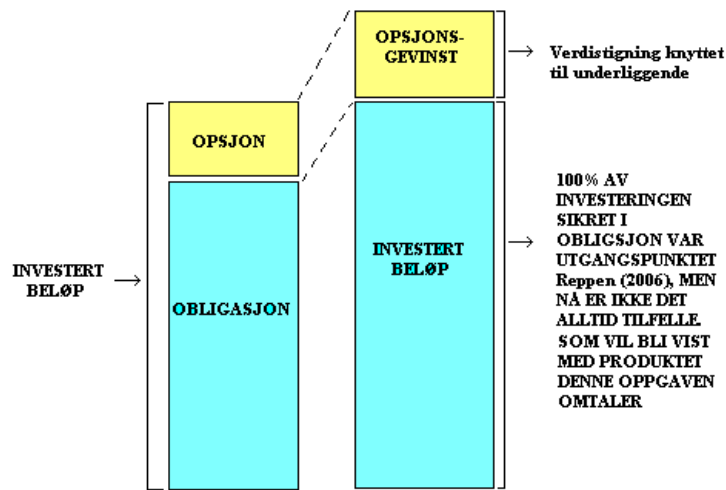 OPSJONS-
GEVINST
Verdistigning knyttet
til underliggende
OPSJON
INVESTERT
BELØP
OBLIGASJON
INVESTERT
BELØP
100% AV
INVESTERINGEN
SIKRET I
OBLIGSJON VAR
UTGANGSPUNKTET
Reppen (2006), MEN
NÅ ER IKKE DET
ALLTID TILFELLE.
SOM VIL BLI VIST
MED PRODUKTET
DENNE OPPGAVEN
OMTALER